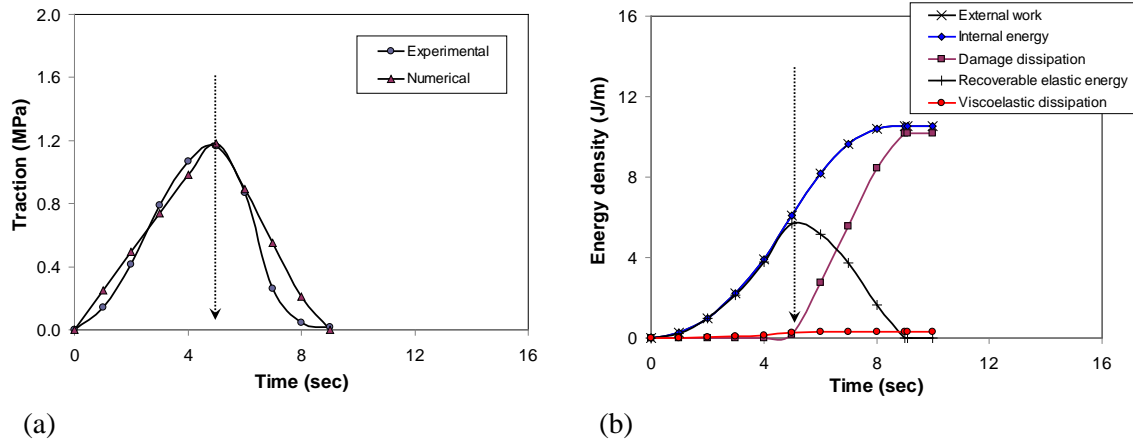 2.0
1.6
1.2
0.8
0.4
0.0
Traction (MPa)
Experimental
Numerical
0 4 8 12 16
Time (sec)
(a)
16
12
8
4
0
Energy density (J/m)
External work
Internal energy
Damage dissipation
Recoverable elastic energy
Viscoelastic dissipation
0 4 8 12 16
Time (sec)
(b)